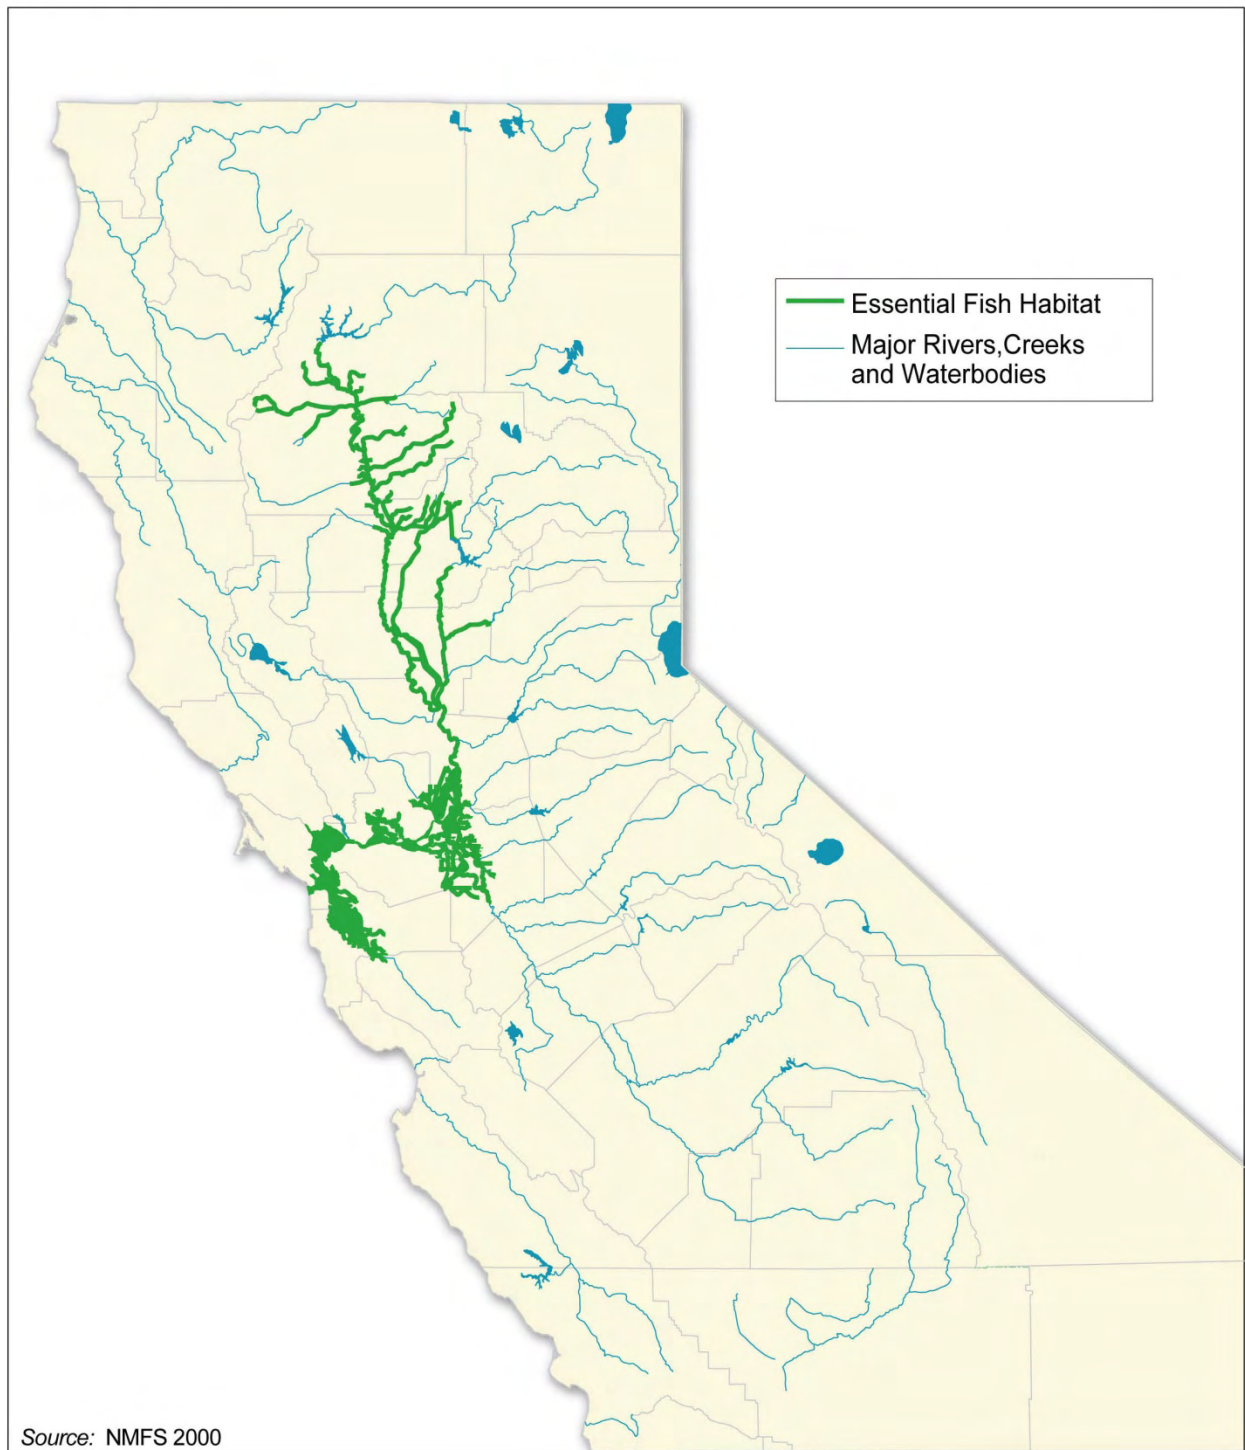 Essential Fish Habitat
Major Rivers,Creeks
and Waterbodies
Source: NMFS 2000